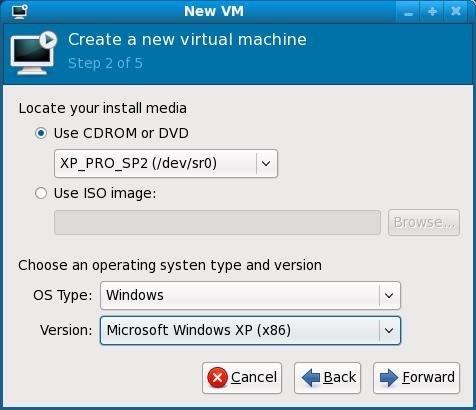 New VM
Create a new virtual machine
Step 2 of 5
Locate your install media
Use CDROM or DVD
XP_PRO_SP2 (/dev/sr0)
Use ISO image:
Browse...
Choose an operating systen type and version
OS Type: Windows
Version: Microsoft Windows XP (x86)
Cancel Back Forward